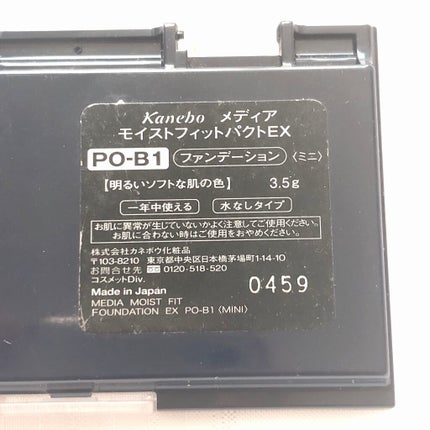 Kanebo メディア
モイストフィットパクトEX
PO-B1 ファンデーション 〈ミニ〉
【明るいソフトな肌の色】 3.5g
一年中使える 水なしタイプ
お肌に異常が生じていないかよく注意してご使用ください。
お肌に合わない時はご使用をおやめください。
株式会社カネボウ化粧品
〒103-8210 東京都中央区日本橋茅場町1-14-10
お問合せ先 0120-518-520
コスメットDiv.
Made in Japan
MEDIA MOIST FIT
FOUNDATION EX PO-B1〈MINI〉
0459